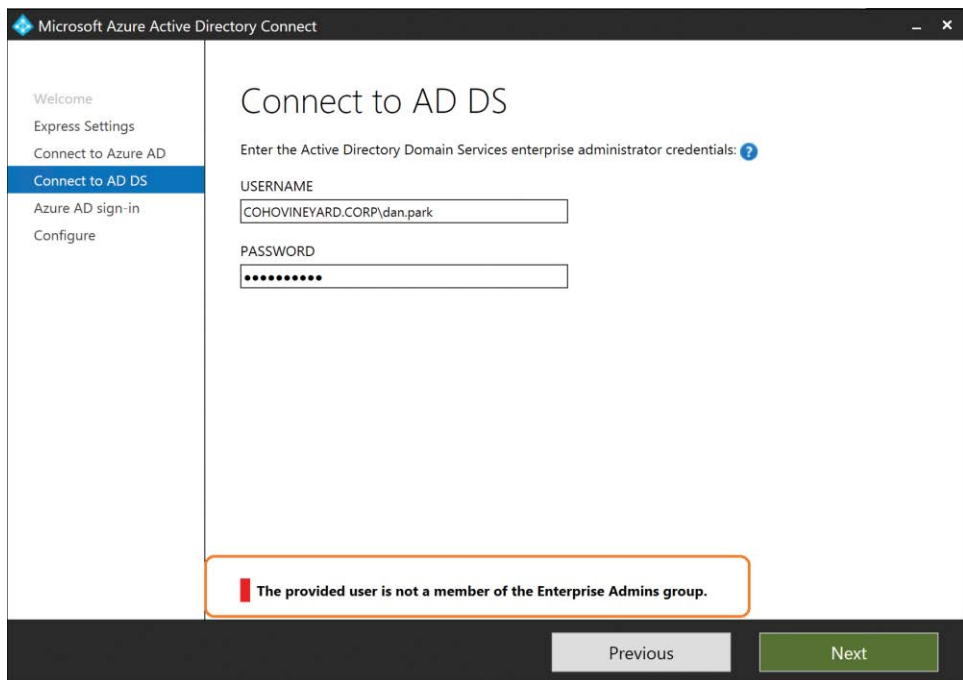 Microsoft Azure Active Directory Connect
Welcome
Express Settings
Connect to Azure AD
Connect to AD DS
Azure AD sign-in
Configure
Connect to AD DS
Enter the Active Directory Domain Services enterprise administrator credentials: ?
USERNAME
COHOVINEYARD.CORP\dan.park
PASSWORD
••••••••••
The provided user is not a member of the Enterprise Admins group.
Previous
Next